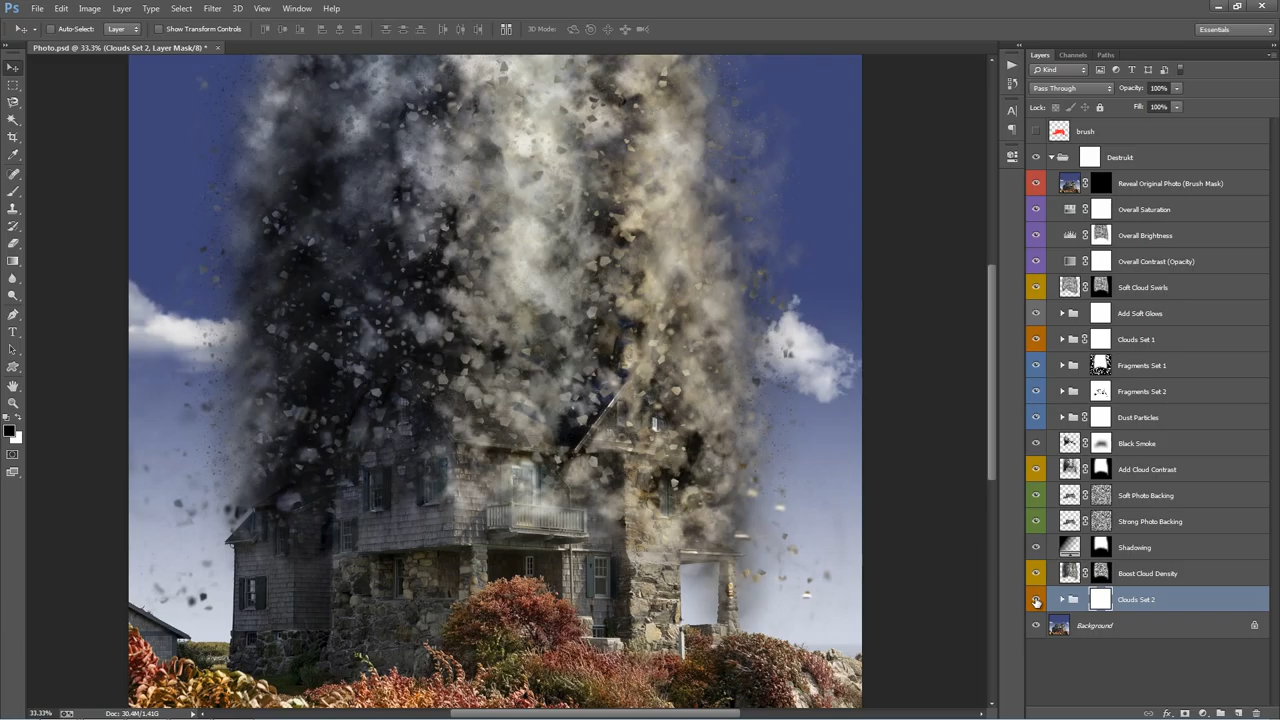 Ps File Edit Image Layer Type Select Filter 3D View Window Help
Auto-Select: Layer Show Transform Controls 3D Mode: Essentials
Photo.psd @ 33.3% (Clouds Set 2, Layer Mask/8) * ×
Layers Channels Paths
Kind T
Pass Through Opacity: 100%
Lock: Fill: 100%
brush
Destrukt
Reveal Original Photo (Brush Mask)
Overall Saturation
Overall Brightness
Overall Contrast (Opacity)
Soft Cloud Swirls
Add Soft Glows
Clouds Set 1
Fragments Set 1
Fragments Set 2
Dust Particles
Black Smoke
Add Cloud Contrast
Soft Photo Backing
Strong Photo Backing
Shadowing
Boost Cloud Density
Clouds Set 2
Background
33.33% Doc: 30.4M/1.41G
fx